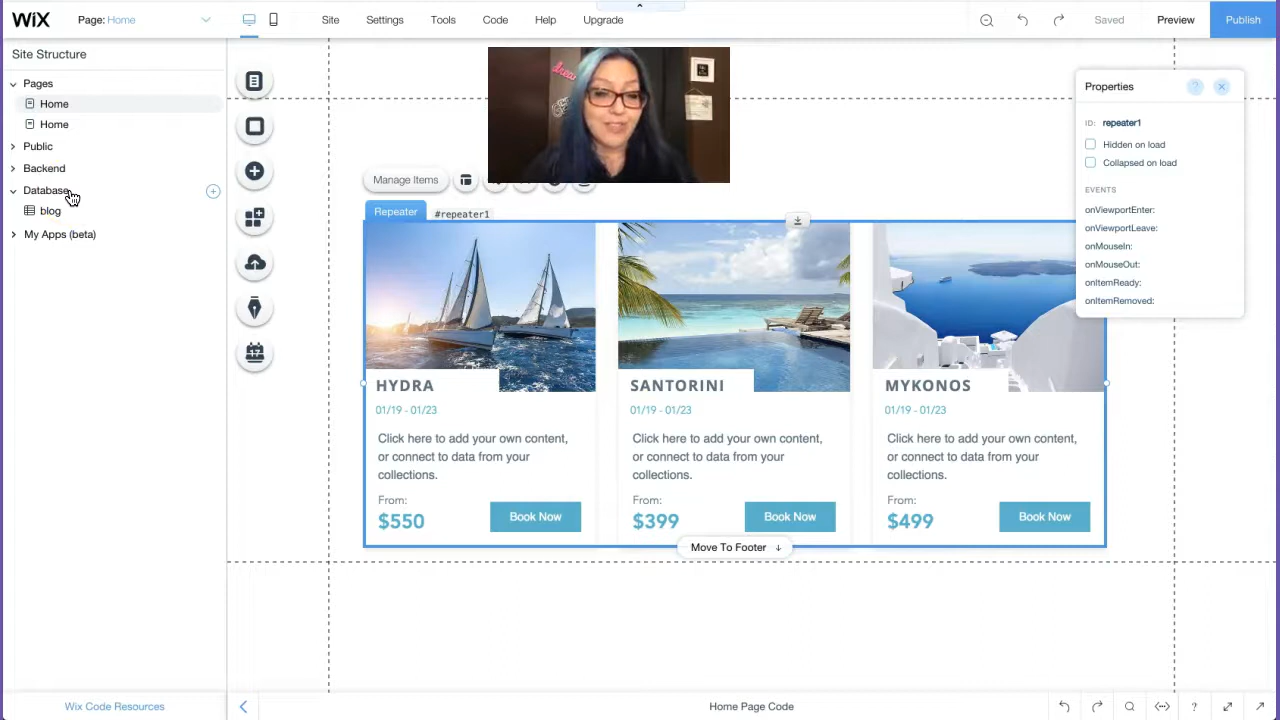 WiX
Page: Home
Site
Settings
Tools
Code
Help
Upgrade
Saved
Preview
Publish
Site Structure
Pages
Home
Home
Public
Backend
Database
blog
My Apps (beta)
Manage Items
Repeater
#repeater1
Properties
?
ID: repeater1
Hidden on load
Collapsed on load
EVENTS
onViewportEnter:
onViewportLeave:
onMouseIn:
onMouseOut:
onItemReady:
onItemRemoved:
HYDRA
01/19 - 01/23
Click here to add your own content,
or connect to data from your
collections.
From:
$550
Book Now
SANTORINI
01/19 - 01/23
Click here to add your own content,
or connect to data from your
collections.
From:
$399
Book Now
MYKONOS
01/19 - 01/23
Click here to add your own content,
or connect to data from your
collections.
From:
$499
Book Now
Move To Footer
17
Wix Code Resources
Home Page Code
?